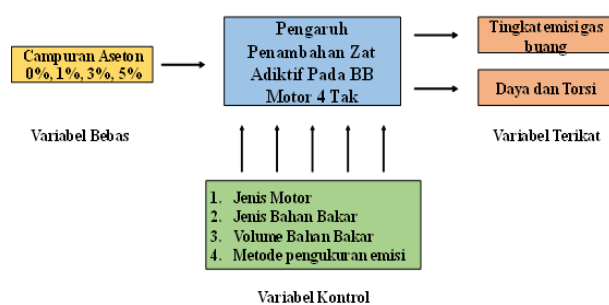 Campuran Aseton
0%, 1%, 3%, 5%
Variabel Bebas
Pengaruh
Penambahan Zat
Adiktif Pada BB
Motor 4 Tak
Tingkat emisi gas
buang
Daya dan Torsi
Variabel Terikat
1. Jenis Motor
2. Jenis Bahan Bakar
3. Volume Bahan Bakar
4. Metode pengukuran emisi
Variabel Kontrol